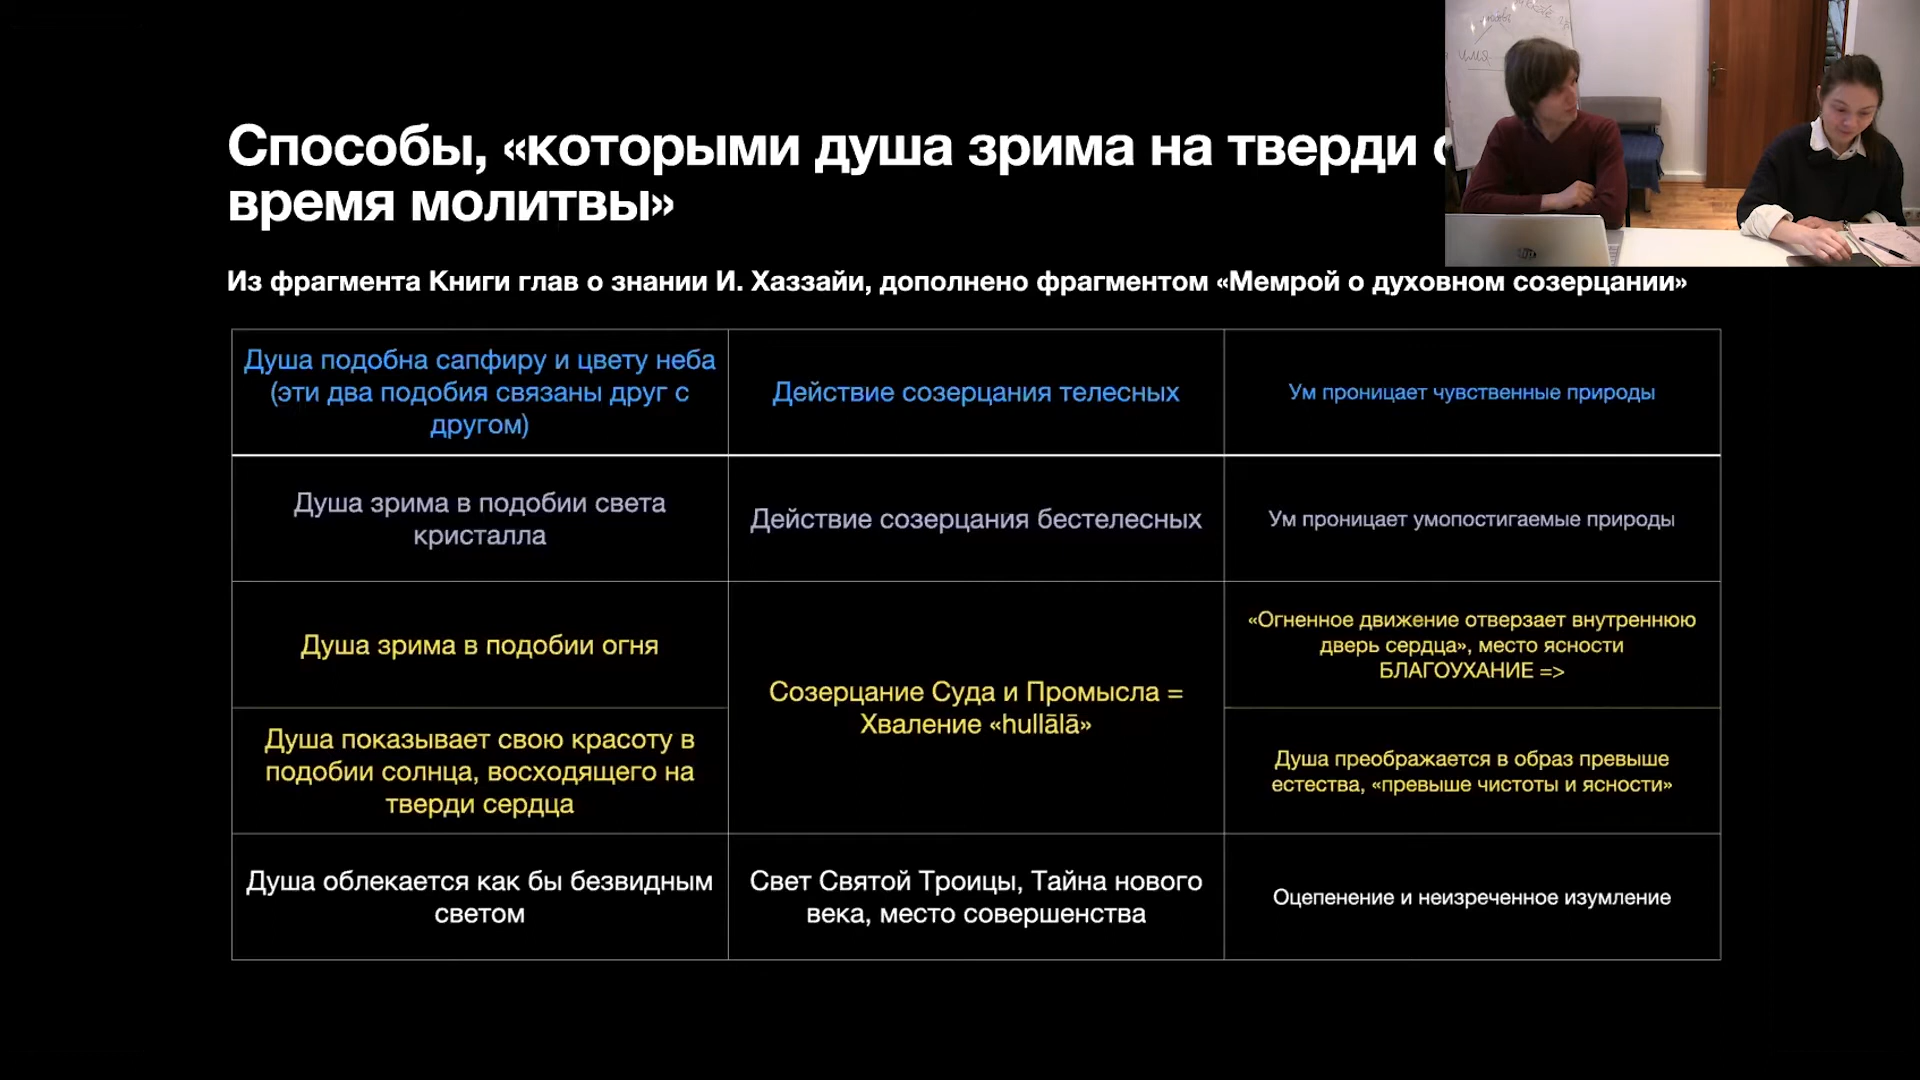 Способы, «которыми душа зрима на тверди
время молитвы»
Из фрагмента Книги глав о знании И. Хаззайи, дополнено фрагментом «Мемрой о духовном созерцании»
Душа подобна сапфиру и цвету неба
(эти два подобия связаны друг с
другом)
Действие созерцания телесных
Ум проницает чувственные природы
Душа зрима в подобии света
кристалла
Действие созерцания бестелесных
Ум проницает умопостигаемые природы
Душа зрима в подобии огня
Созерцание Суда и Промысла =
Хваление «hullālā»
«Огненное движение отверзает внутреннюю
дверь сердца», место ясности
БЛАГОУХАНИЕ =>
Душа показывает свою красоту в
подобии солнца, восходящего на
тверди сердца
Душа преображается в образ превыше
естества, «превыше чистоты и ясности»
Душа облекается как бы безвидным
светом
Свет Святой Троицы, Тайна нового
века, место совершенства
Оцепенение и неизреченное изумление
имя
hp